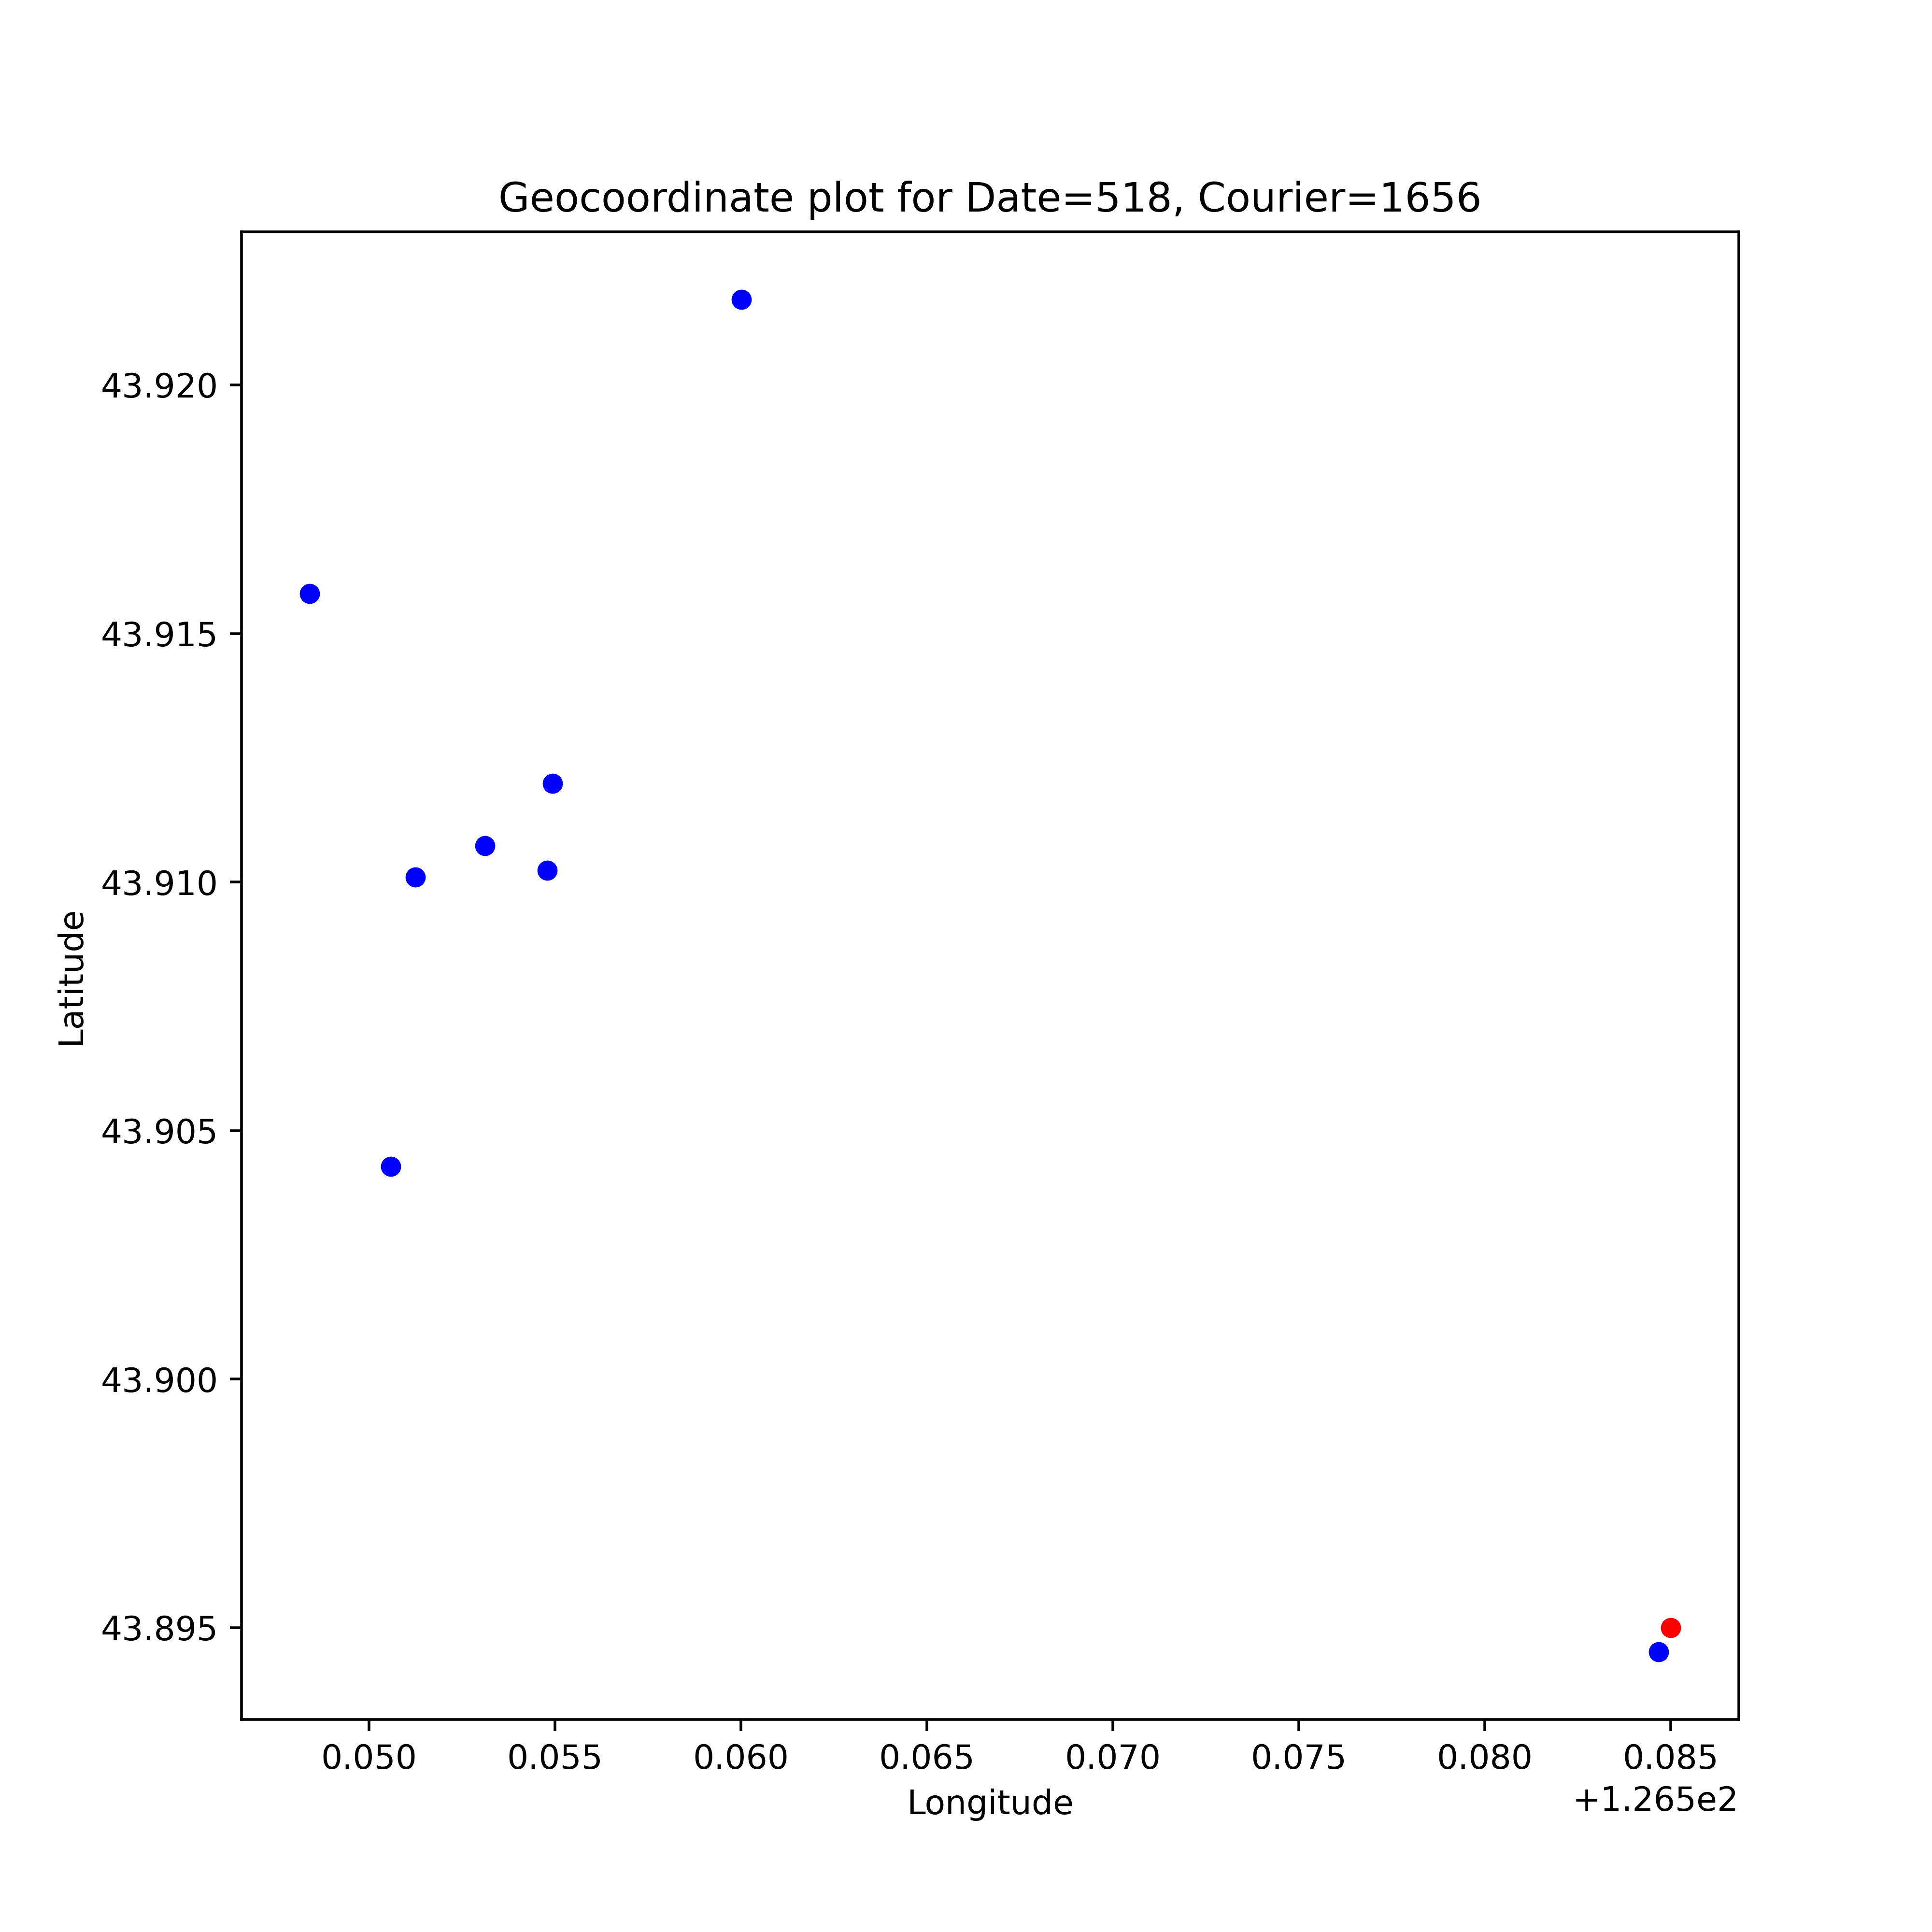 Geocoordinate plot for Date=518, Courier=1656
43.920
43.915
43.910
43.905
43.900
43.895
Latitude
0.050 0.055 0.060 0.065 0.070 0.075 0.080 0.085
+1.265e2
Longitude